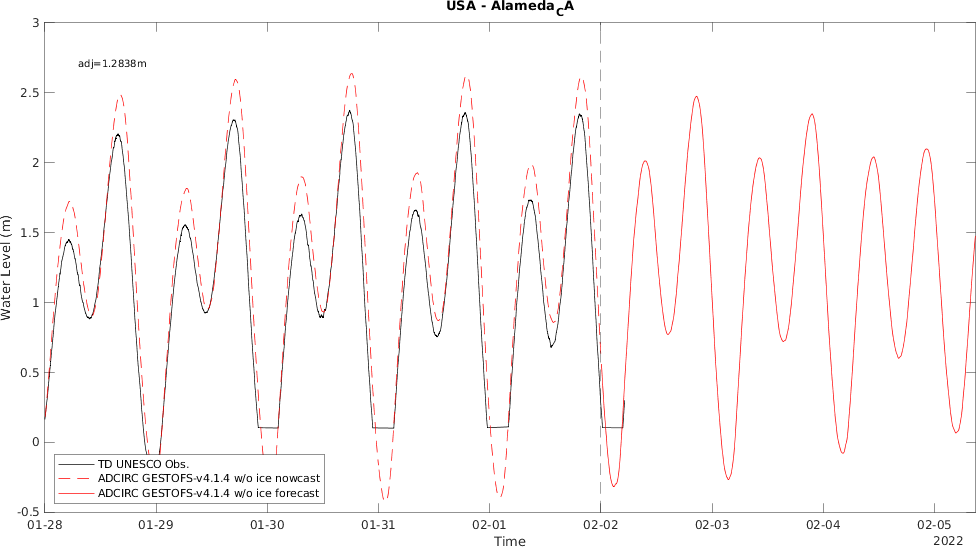 USA - Alameda_CA
3
adj=1.2838m
2.5
2
1.5
Water Level (m)
1
0.5
0
TD UNESCO Obs.
ADCIRC GESTOFS-v4.1.4 w/o ice nowcast
ADCIRC GESTOFS-v4.1.4 w/o ice forecast
-0.5
01-28 01-29 01-30 01-31 02-01 02-02 02-03 02-04 02-05
Time 2022